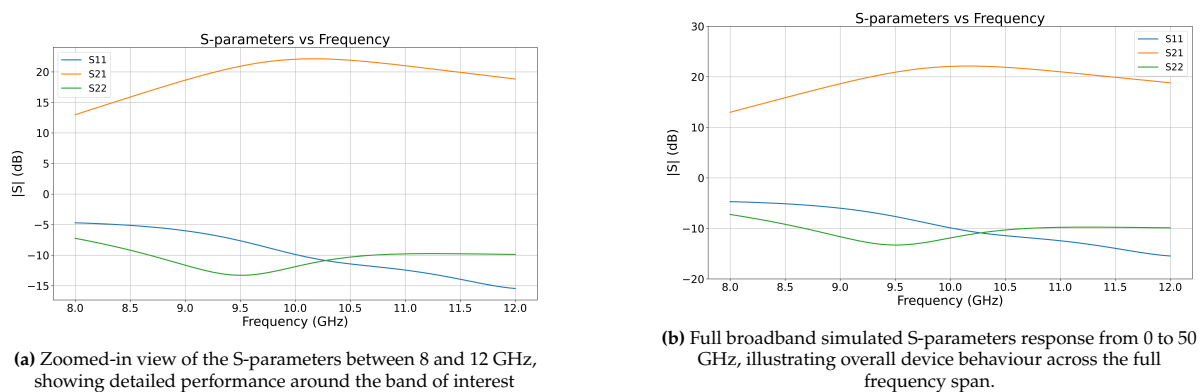 S-parameters vs Frequency
S11
S21
S22
20
15
10
5
0
−5
−10
−15
|S| (dB)
8.0 8.5 9.0 9.5 10.0 10.5 11.0 11.5 12.0
Frequency (GHz)
(a) Zoomed-in view of the S-parameters between 8 and 12 GHz,
showing detailed performance around the band of interest
S-parameters vs Frequency
S11
S21
S22
30
20
10
0
−10
−20
|S| (dB)
8.0 8.5 9.0 9.5 10.0 10.5 11.0 11.5 12.0
Frequency (GHz)
(b) Full broadband simulated S-parameters response from 0 to 50
GHz, illustrating overall device behaviour across the full
frequency span.